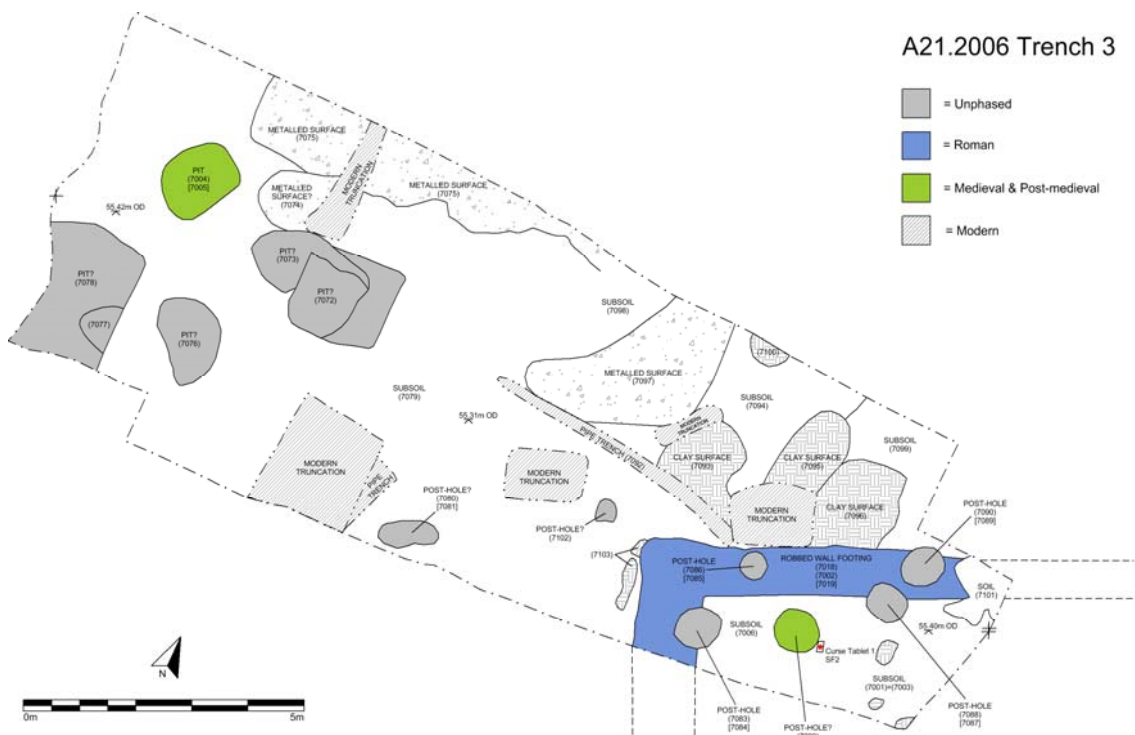 A21.2006 Trench 3
= Unphased
= Roman
= Medieval & Post-medieval
= Modern
METALLED SURFACE
(7075)
PIT
(7004)
[7005]
METALLED
SURFACE?
(7074)
MODERN
TRUNCATION
METALLED SURFACE
(7075)
55.42m OD
PIT?
(7073)
PIT?
(7078)
PIT?
(7072)
(7077)
PIT?
(7076)
SUBSOIL
(7098)
(7100)
METALLED SURFACE
(7097)
SUBSOIL
(7079)
SUBSOIL
(7094)
55.31m OD
MODERN
TRUNCATION
PIPE TRENCH (7092)
SUBSOIL
(7099)
CLAY SURFACE
(7093)
CLAY SURFACE
(7095)
MODERN
TRUNCATION
PIPE
TRENCH
MODERN
TRUNCATION
POST-HOLE?
(7080)
[7081]
POST-HOLE
(7090)
[7089]
MODERN
TRUNCATION
CLAY SURFACE
(7096)
POST-HOLE?
(7102)
(7103)
POST-HOLE
(7086)
[7085]
ROBBED WALL FOOTING
(7018)
(7002)
[7019]
SOIL
(7101)
SUBSOIL
(7006)
55.40m OD
Curse Tablet 1
SF2
SUBSOIL
(7001)=(7003)
N
0m
5m
POST-HOLE
(7083)
[7084]
POST-HOLE?
POST-HOLE
(7088)
[7087]